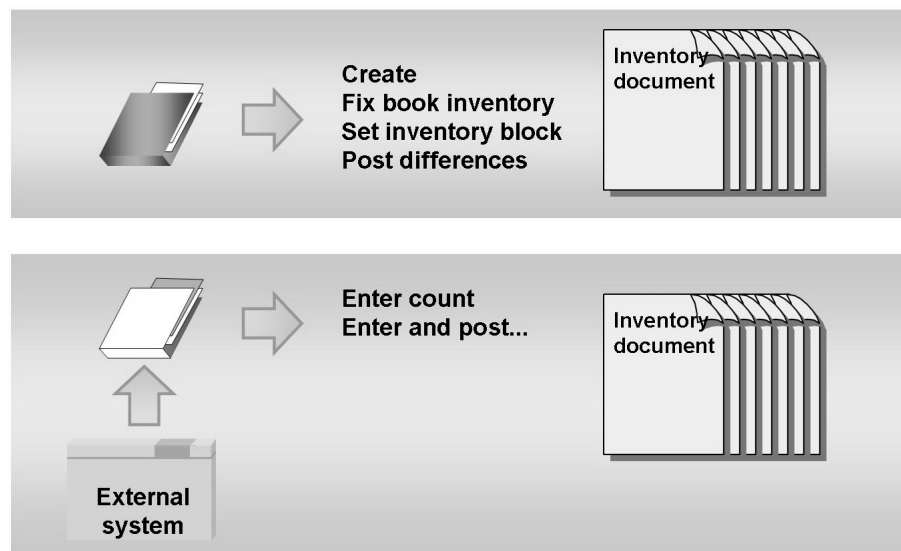 Create
Fix book inventory
Set inventory block
Post differences
Inventory
document
Enter count
Enter and post...
Inventory
document
External
system